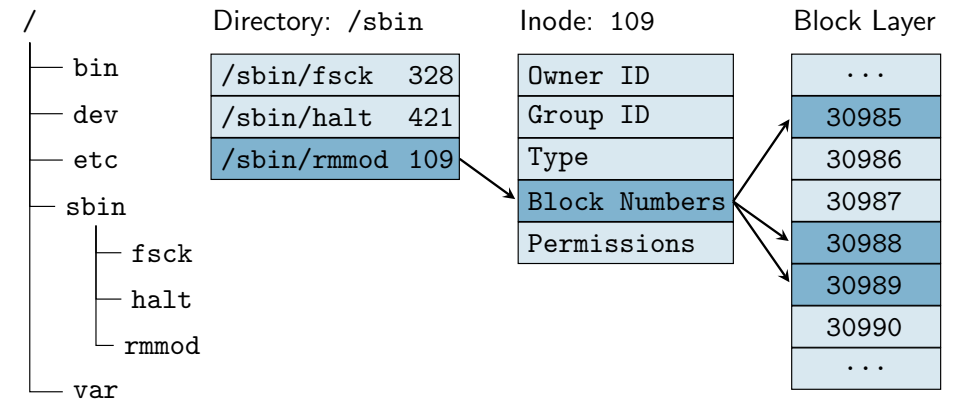 /
bin
dev
etc
sbin
fsck
halt
rmmod
var
Directory: /sbin
/sbin/fsck 328
/sbin/halt 421
/sbin/rmmod 109
Inode: 109
Owner ID
Group ID
Type
Block Numbers
Permissions
Block Layer
...
30985
30986
30987
30988
30989
30990
...